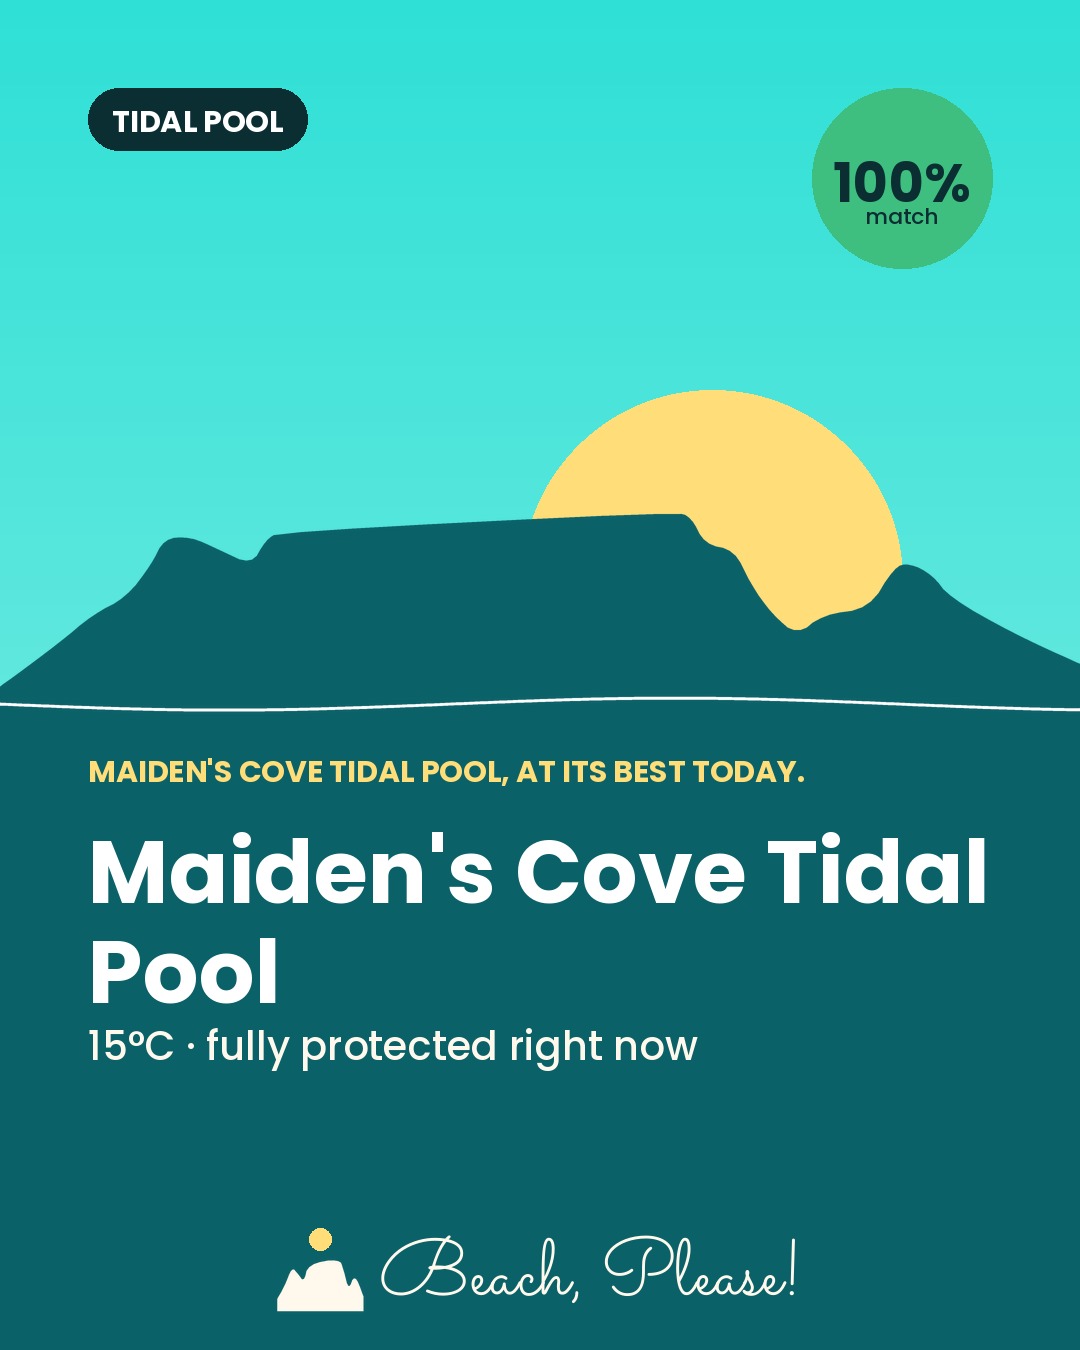 TIDAL POOL
100%
match
MAIDEN'S COVE TIDAL POOL, AT ITS BEST TODAY.
Maiden's Cove Tidal
Pool
15°C · fully protected right now
Beach, Please!